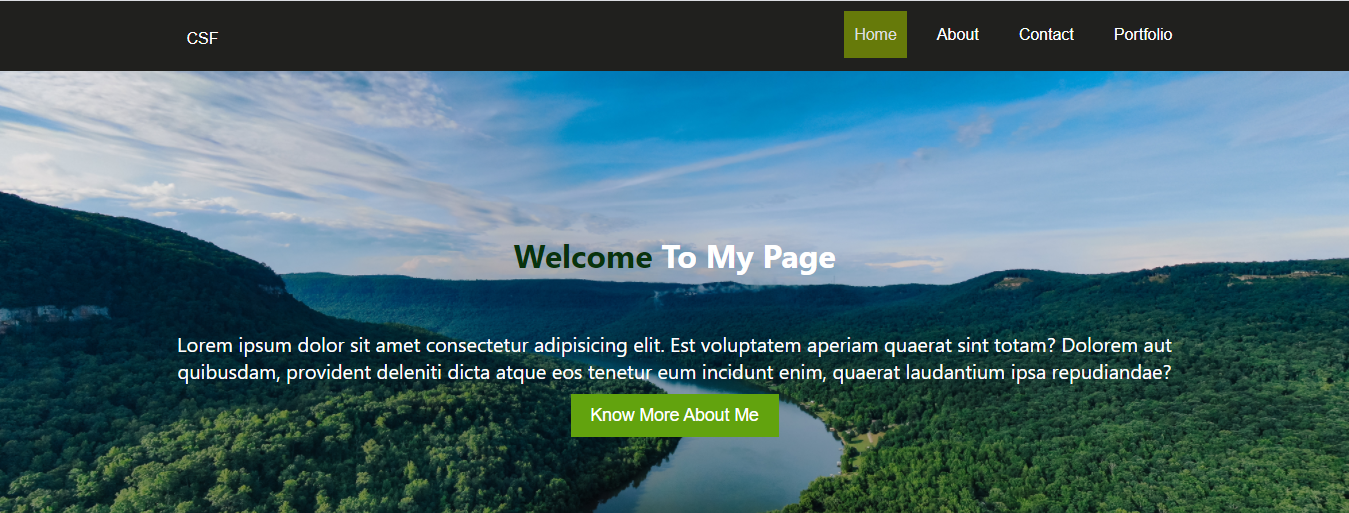 CSF
Home About Contact Portfolio
Welcome To My Page
Lorem ipsum dolor sit amet consectetur adipisicing elit. Est voluptatem aperiam quaerat sint totam? Dolorem aut
quibusdam, provident deleniti dicta atque eos tenetur eum incidunt enim, quaerat laudantium ipsa repudiandae?
Know More About Me